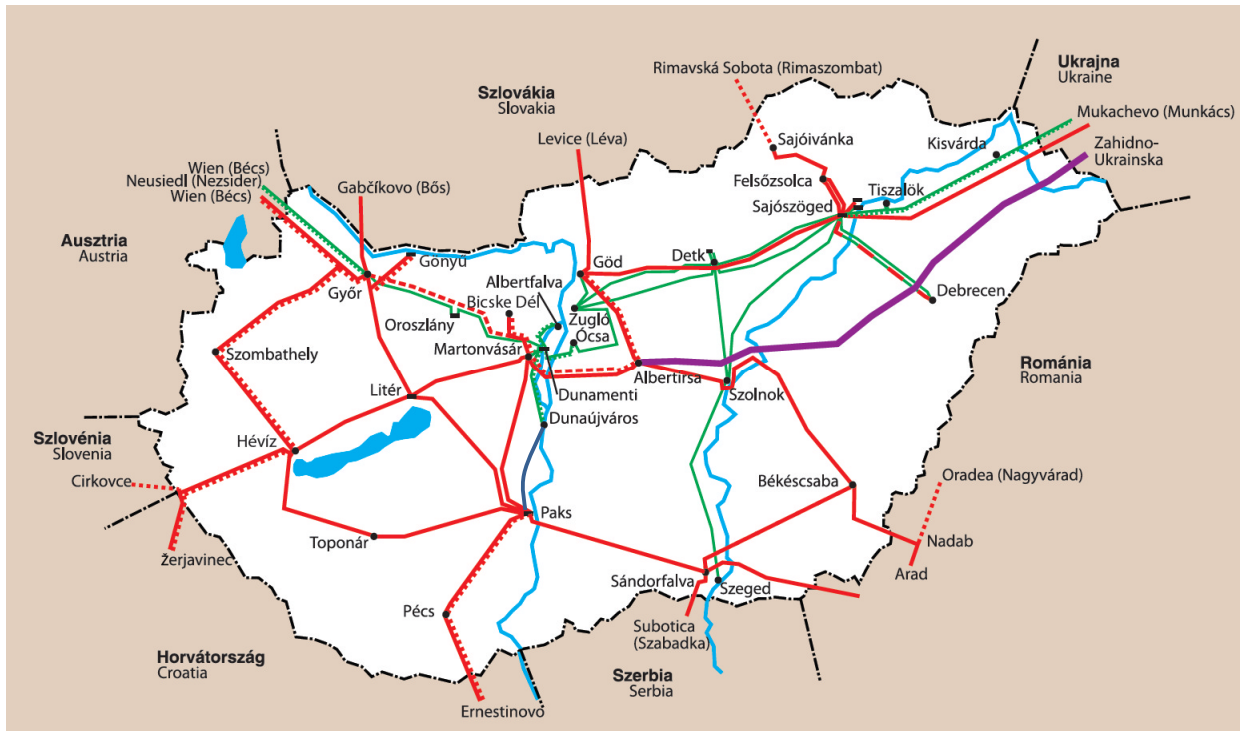 Ukrajna
Ukraine
Rimavská Sobota (Rimaszombat)
Szlovákia
Slovakia
Mukachevo (Munkács)
Levice (Léva)
Sajóivánka
Kisvárda
Zahidno-
Ukrainska
Wien (Bécs)
Neusiedl (Nezsider)
Wien (Bécs)
Gabčíkovo (Bős)
Felsőzsolca
Tiszalök
Sajószöged
Ausztria
Austria
Gönyű
Göd
Detk
Győr
Albertfalva
Bicske Dél
Debrecen
Zugló
Oroszlány
Ócsa
Martonvásár
Szombathely
Albertirsa
Románia
Romania
Litér
Dunamenti
Szolnok
Dunaújváros
Szlovénia
Slovenia
Hévíz
Cirkovce
Békéscsaba
Oradea (Nagyvárad)
Paks
Toponár
Nadab
Žerjavinec
Arad
Sándorfalva
Szeged
Pécs
Subotica
(Szabadka)
Horvátország
Croatia
Szerbia
Serbia
Ernestinovo